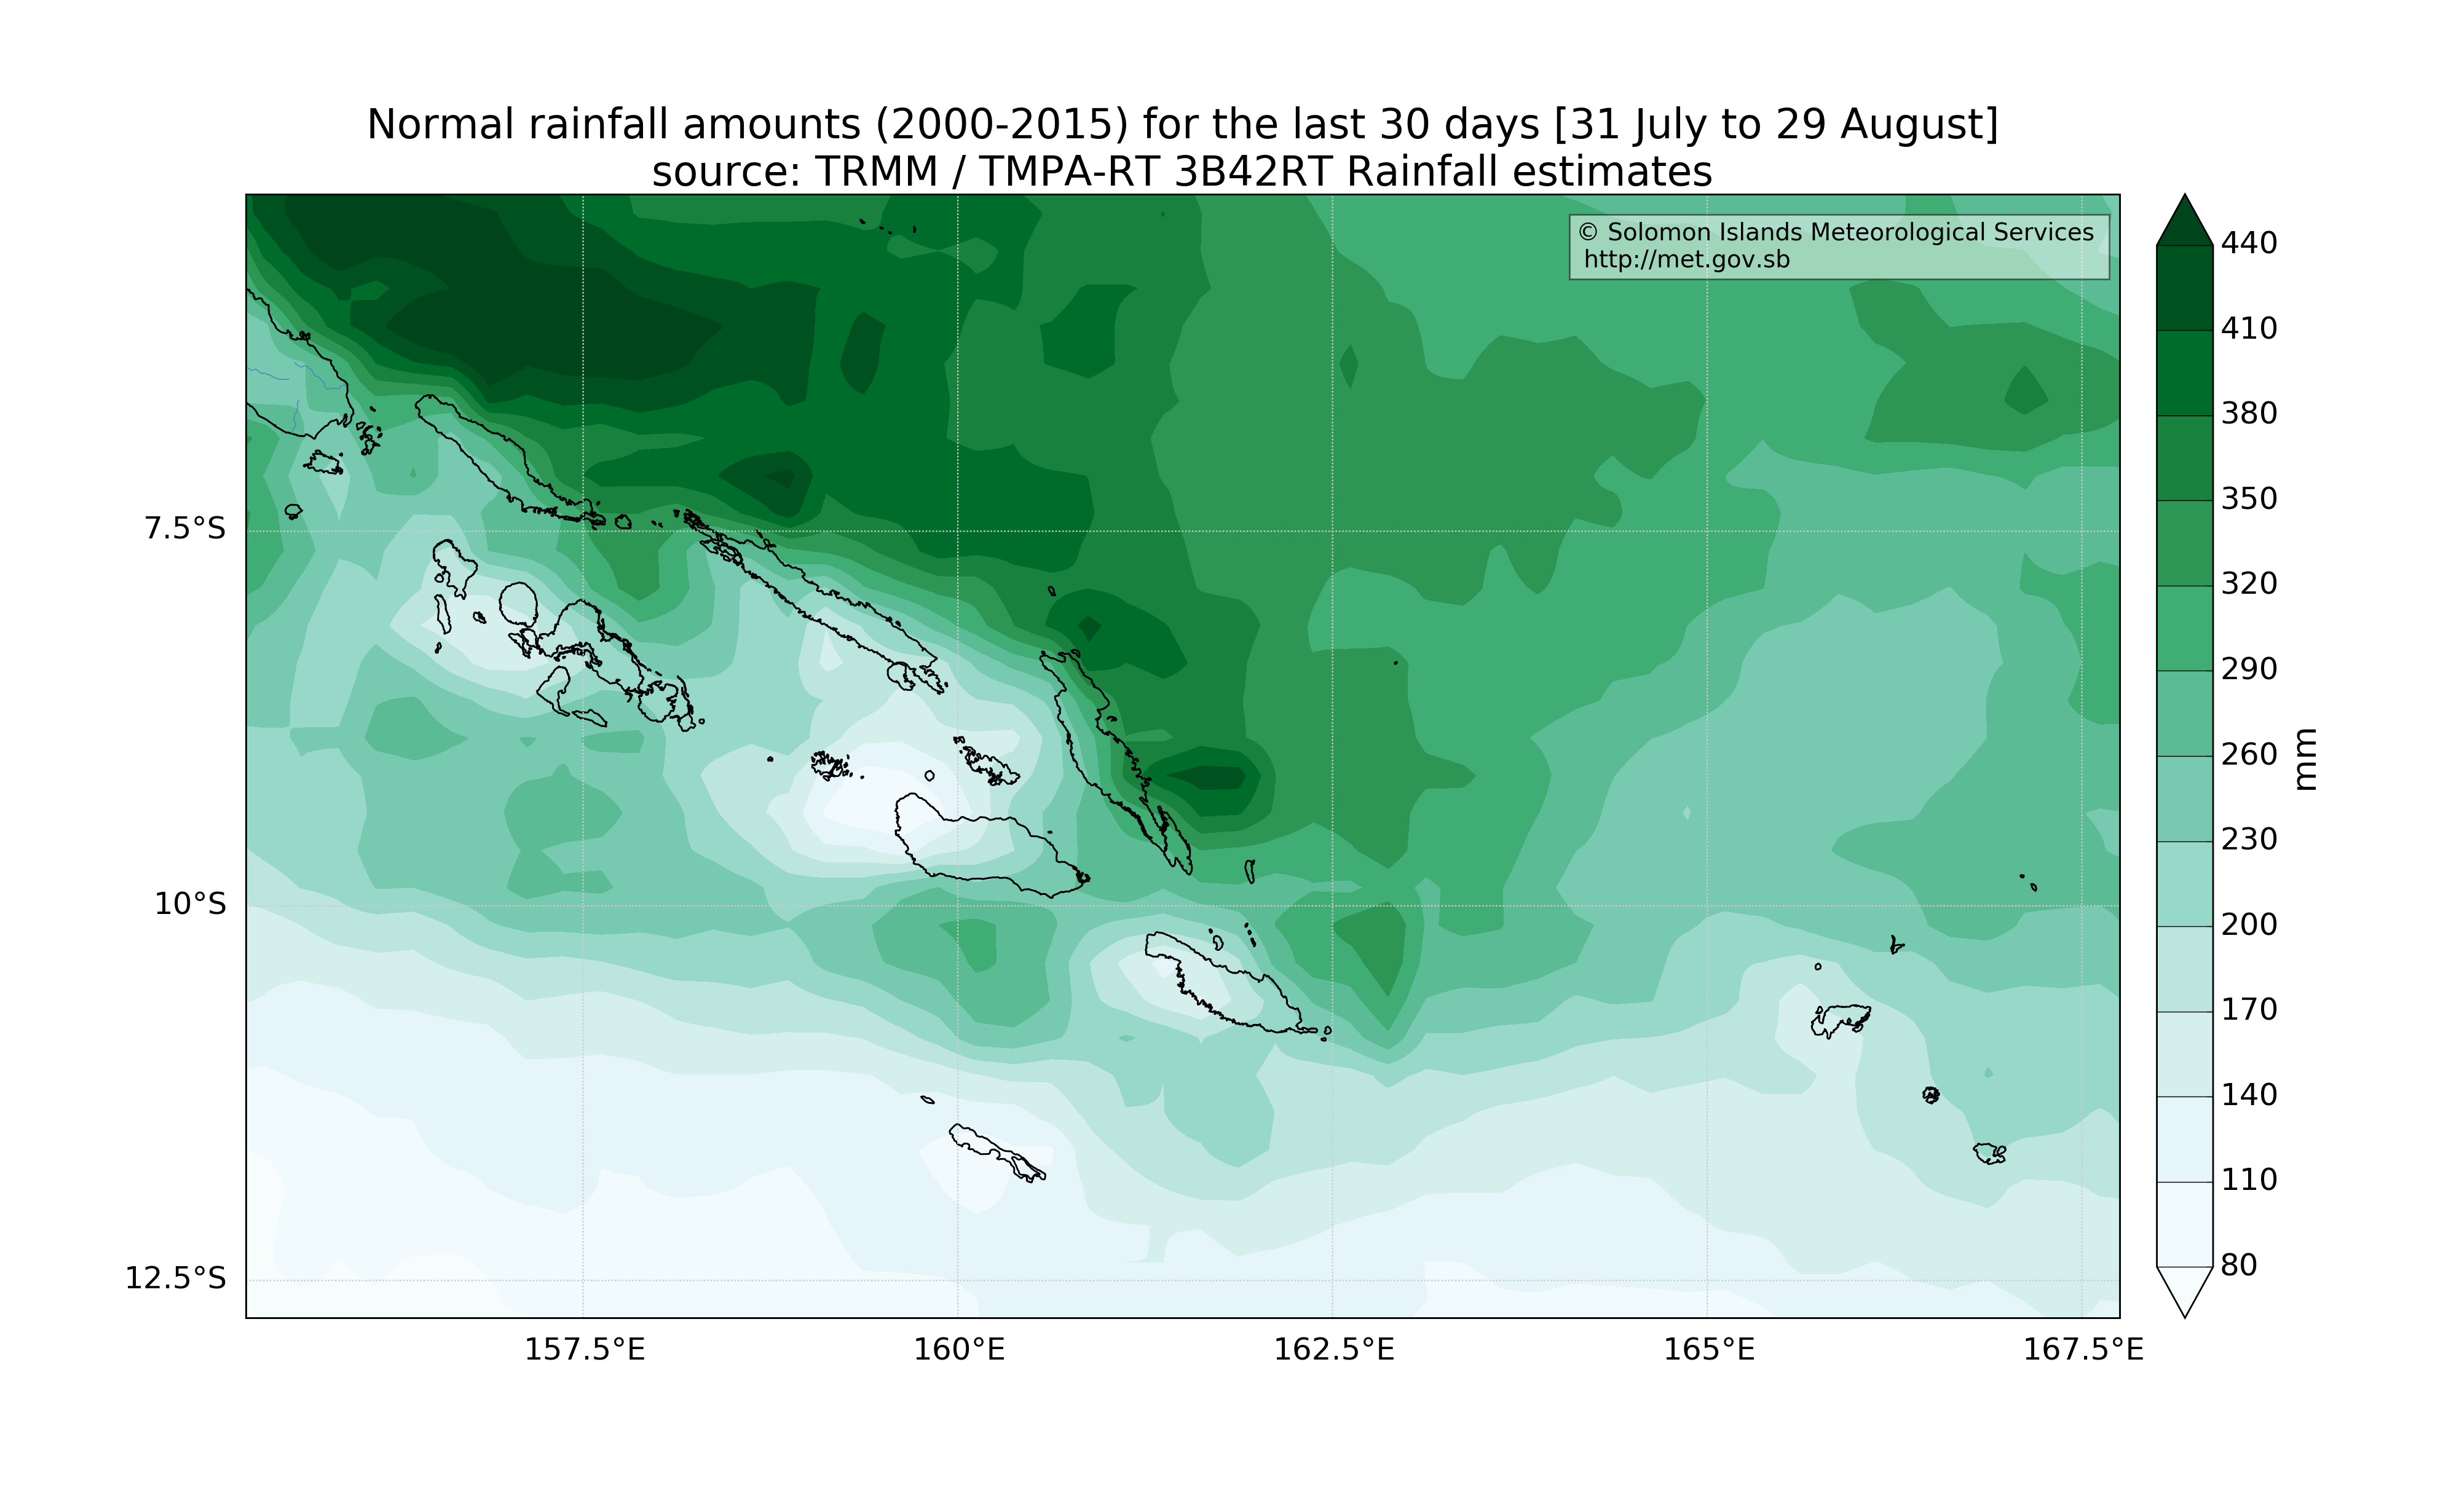 Normal rainfall amounts (2000-2015) for the last 30 days [31 July to 29 August]
source: TRMM / TMPA-RT 3B42RT Rainfall estimates
© Solomon Islands Meteorological Services
http://met.gov.sb
7.5°S
10°S
12.5°S
157.5°E
160°E
162.5°E
165°E
167.5°E
440
410
380
350
320
290
260
230
200
170
140
110
80
mm